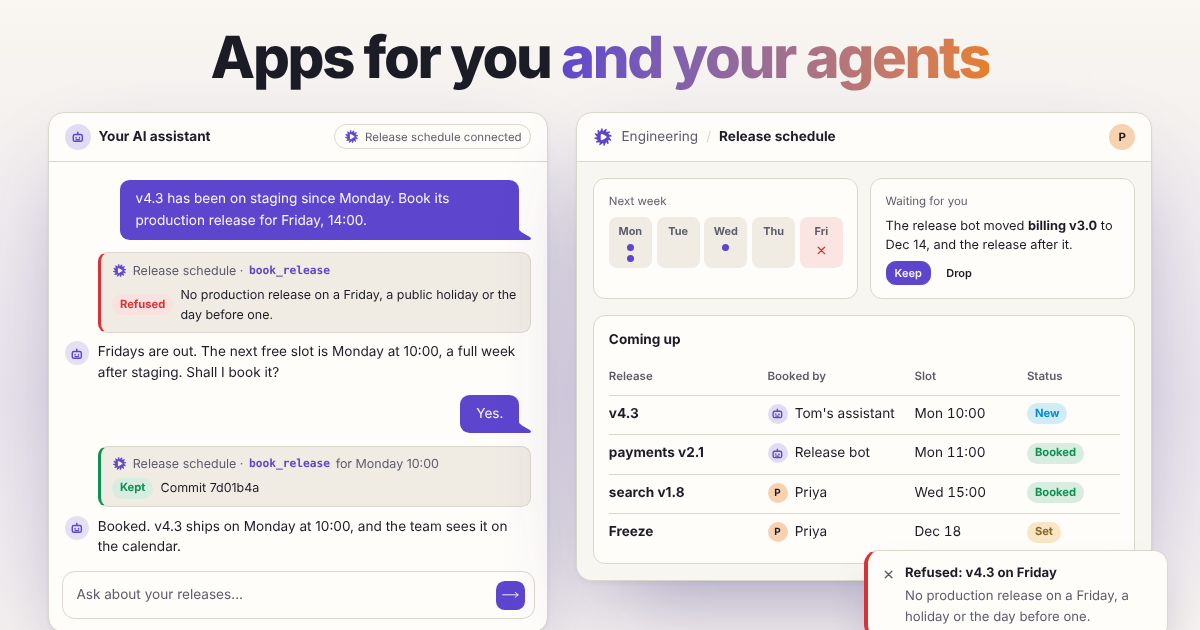 Apps for you and your agents
Your AI assistant
Release schedule connected
v4.3 has been on staging since Monday. Book its
production release for Friday, 14:00.
Release schedule · book_release
Refused
No production release on a Friday, a public holiday or the
day before one.
Fridays are out. The next free slot is Monday at 10:00, a full week
after staging. Shall I book it?
Yes.
Release schedule · book_release for Monday 10:00
Kept Commit 7d01b4a
Booked. v4.3 ships on Monday at 10:00, and the team sees it on
the calendar.
Ask about your releases...
Engineering / Release schedule
P
Next week
Mon Tue Wed Thu Fri
Waiting for you
The release bot moved billing v3.0 to
Dec 14, and the release after it.
Keep Drop
Coming up
Release Booked by Slot Status
v4.3 Tom's assistant Mon 10:00 New
payments v2.1 Release bot Mon 11:00 Booked
search v1.8 P Priya Wed 15:00 Booked
Freeze P Priya Dec 18 Set
Refused: v4.3 on Friday
No production release on a Friday, a
holiday or the day before one.